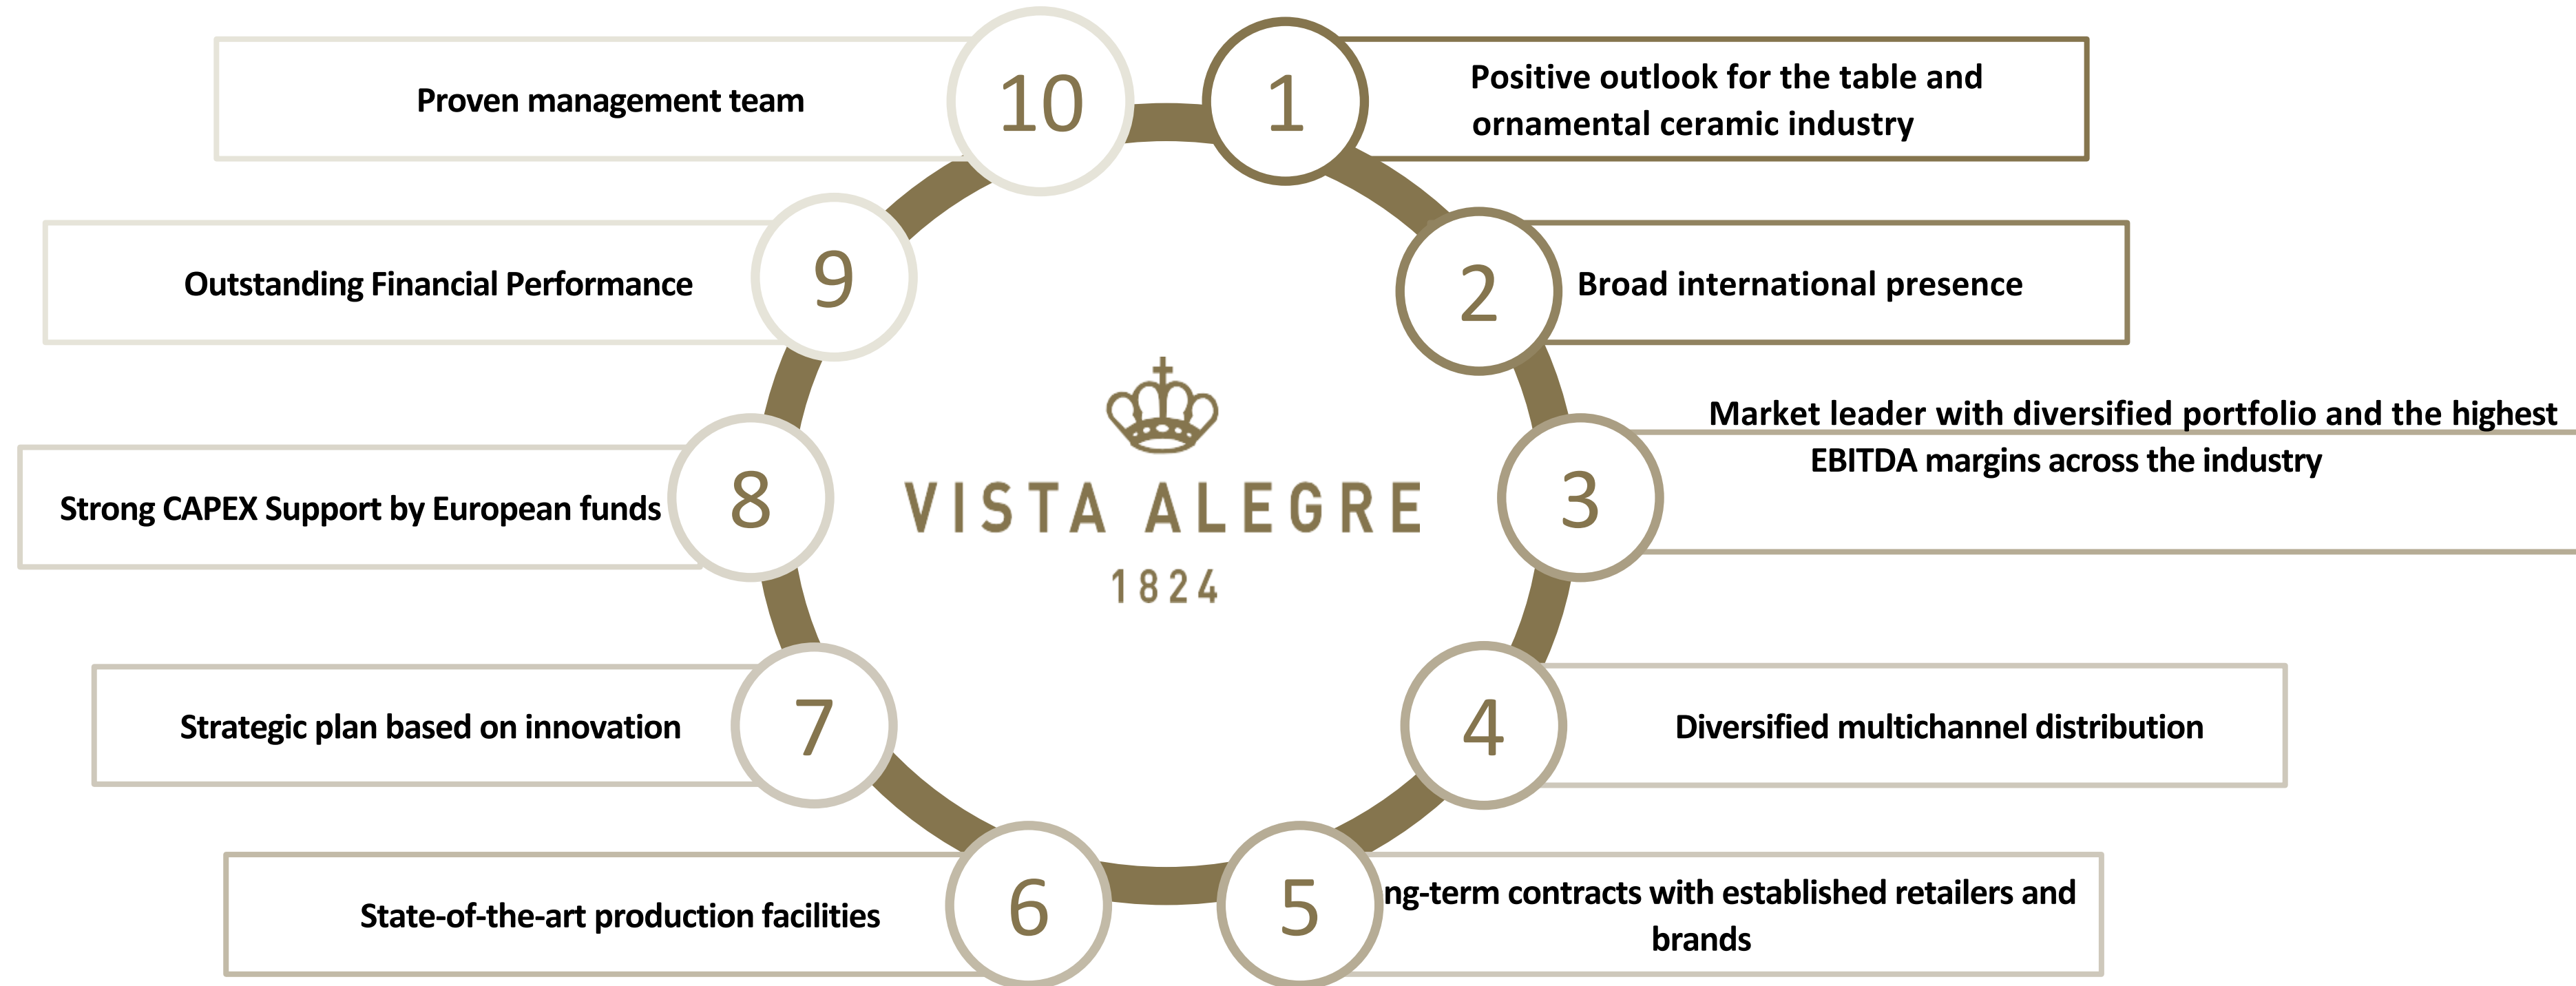 10
Proven management team
1
Positive outlook for the table and
ornamental ceramic industry
9
Outstanding Financial Performance
2
Broad international presence
8
Strong CAPEX Support by European funds
3
Market leader with diversified portfolio and the highest
EBITDA margins across the industry
VISTA ALEGRE
1824
7
Strategic plan based on innovation
4
Diversified multichannel distribution
6
State-of-the-art production facilities
5
ng-term contracts with established retailers and
brands